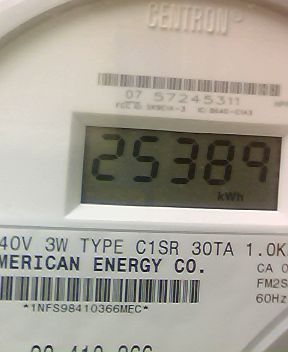 CENTRON®
07 57245311
25389
kWh
40V 3W TYPE C1SR 30TA 1.0K
MERICAN ENERGY CO.
CA 0
FM2S
60Hz
*1NFS98410366MEC*